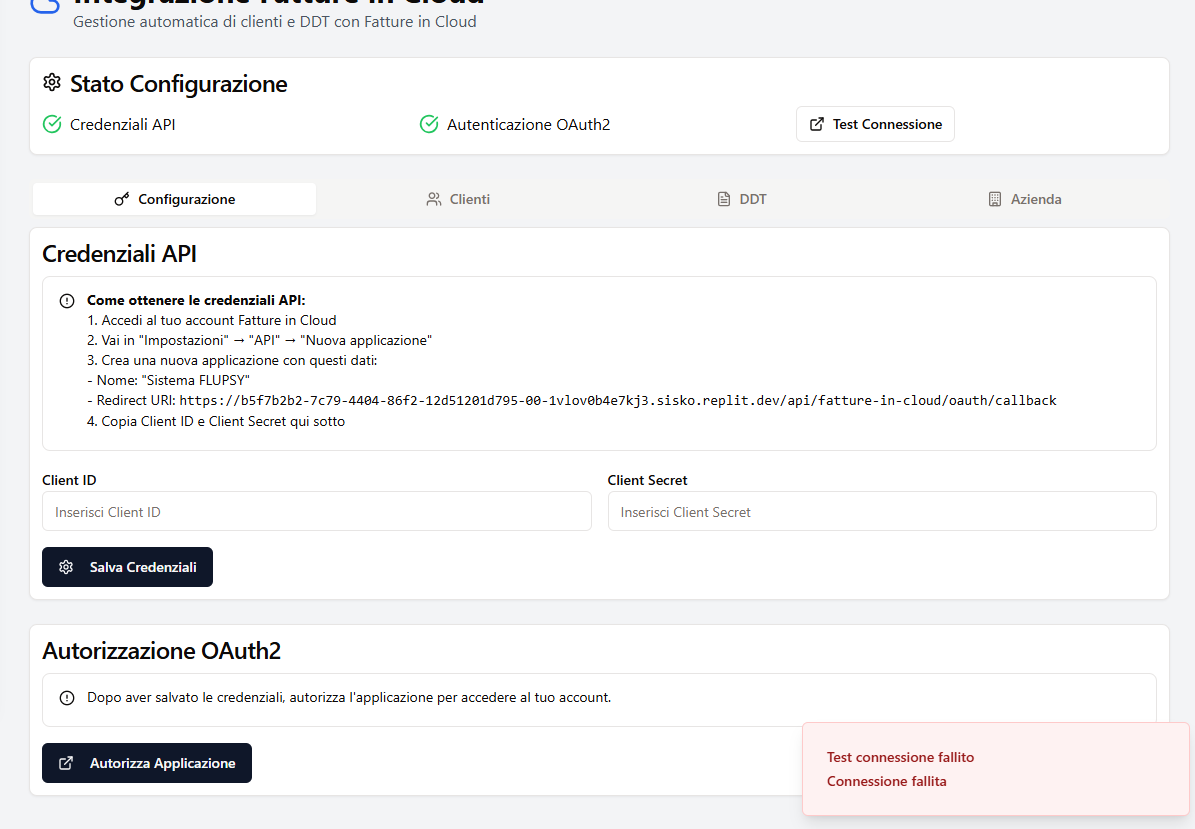 Integrazione Fatture in Cloud
Gestione automatica di clienti e DDT con Fatture in Cloud
Stato Configurazione
Credenziali API
Autenticazione OAuth2
Test Connessione
Configurazione
Clienti
DDT
Azienda
Credenziali API
Come ottenere le credenziali API:
1. Accedi al tuo account Fatture in Cloud
2. Vai in "Impostazioni" → "API" → "Nuova applicazione"
3. Crea una nuova applicazione con questi dati:
- Nome: "Sistema FLUPSY"
- Redirect URI: https://b5f7b2b2-7c79-4404-86f2-12d51201d795-00-1vlov0b4e7kj3.sisko.replit.dev/api/fatture-in-cloud/oauth/callback
4. Copia Client ID e Client Secret qui sotto
Client ID
Client Secret
Inserisci Client ID
Inserisci Client Secret
Salva Credenziali
Autorizzazione OAuth2
Dopo aver salvato le credenziali, autorizza l'applicazione per accedere al tuo account.
Autorizza Applicazione
Test connessione fallito
Connessione fallita